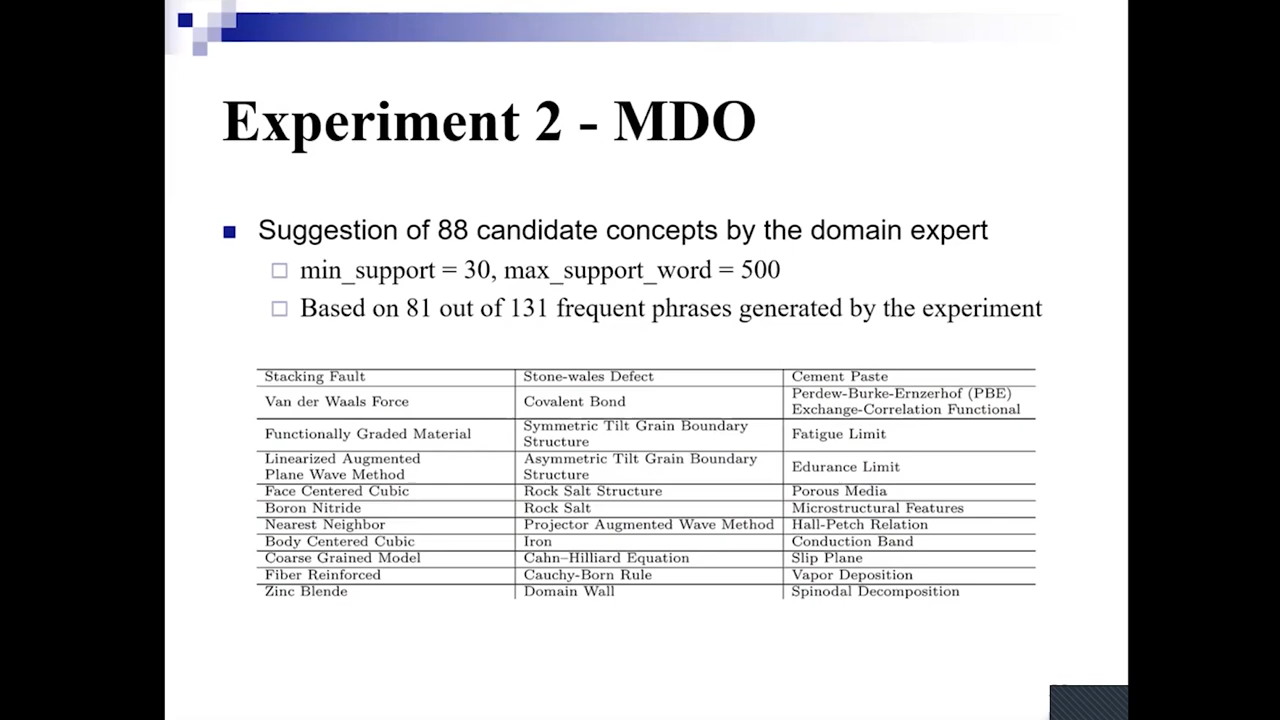 Experiment 2 - MDO
Suggestion of 88 candidate concepts by the domain expert
min_support = 30, max_support_word = 500
Based on 81 out of 131 frequent phrases generated by the experiment
Stacking Fault Stone-wales Defect Cement Paste
Van der Waals Force Covalent Bond Perdew-Burke-Ernzerhof (PBE)
Exchange-Correlation Functional
Functionally Graded Material Symmetric Tilt Grain Boundary
Structure Fatigue Limit
Linearized Augmented
Plane Wave Method Asymmetric Tilt Grain Boundary
Structure Edurance Limit
Face Centered Cubic Rock Salt Structure Porous Media
Boron Nitride Rock Salt Microstructural Features
Nearest Neighbor Projector Augmented Wave Method Hall-Petch Relation
Body Centered Cubic Iron Conduction Band
Coarse Grained Model Cahn–Hilliard Equation Slip Plane
Fiber Reinforced Cauchy-Born Rule Vapor Deposition
Zinc Blende Domain Wall Spinodal Decomposition